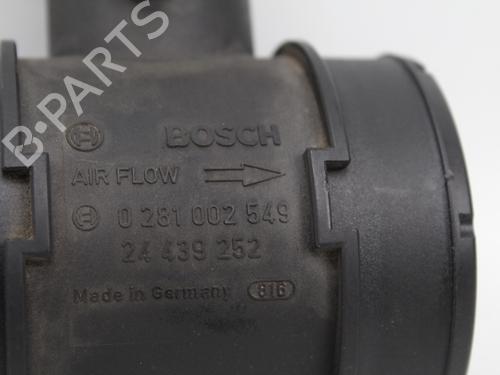 B-PARTS
BOSCH
AIR FLOW
0 281 002 549
24 439 252
Made in Germany 816